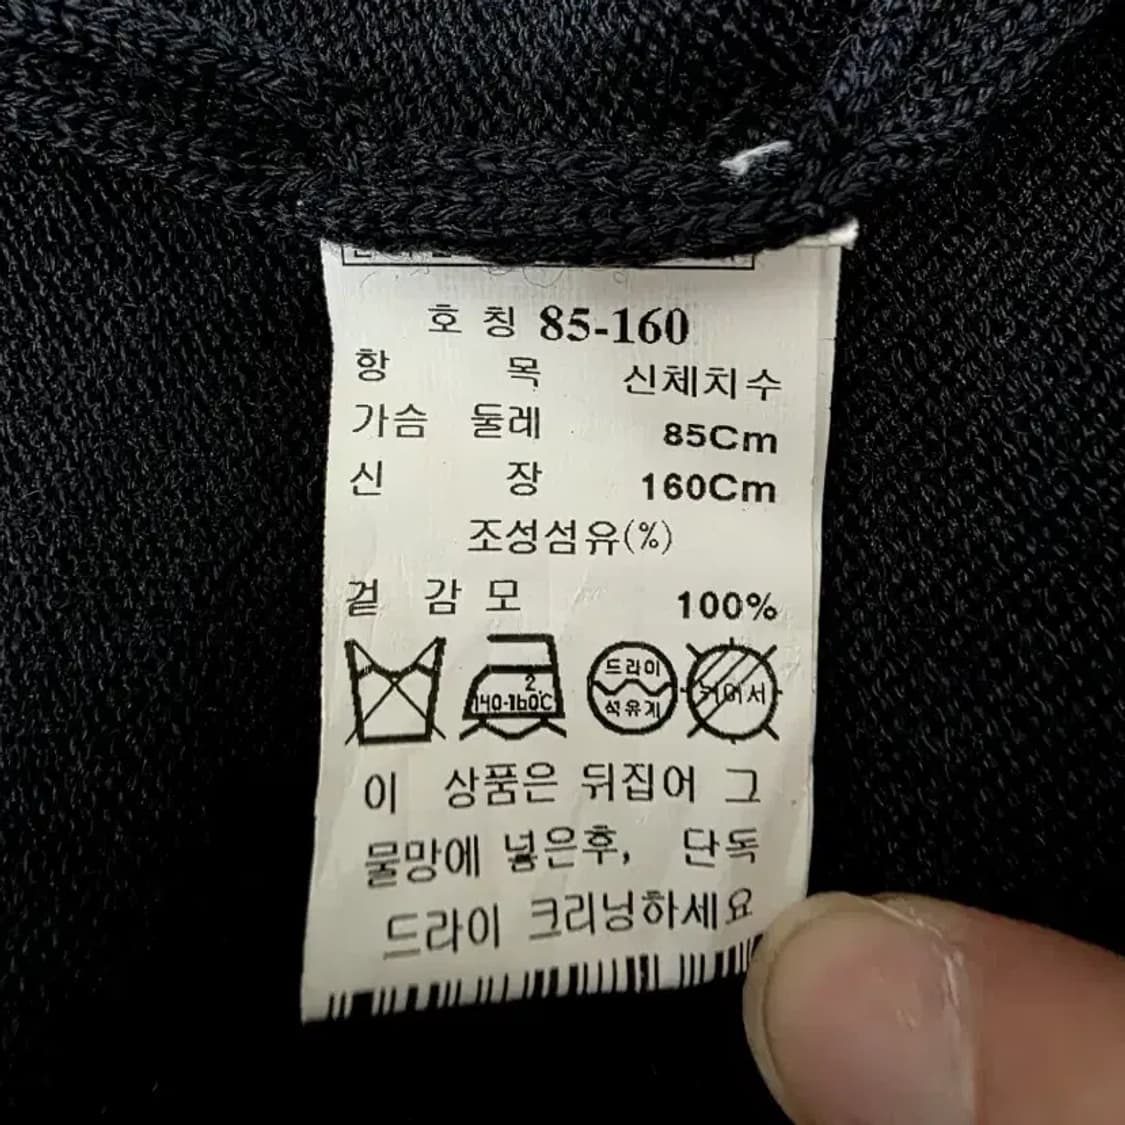 호 칭 85-160
항 목 신체치수
가슴 둘레 85Cm
신 장 160Cm
조성섬유(%)
겉 감 모 100%
2.
140-160℃
드라이
석유계
이 상품은 뒤집어 그
물망에 넣은후, 단독
드라이 크리닝하세요